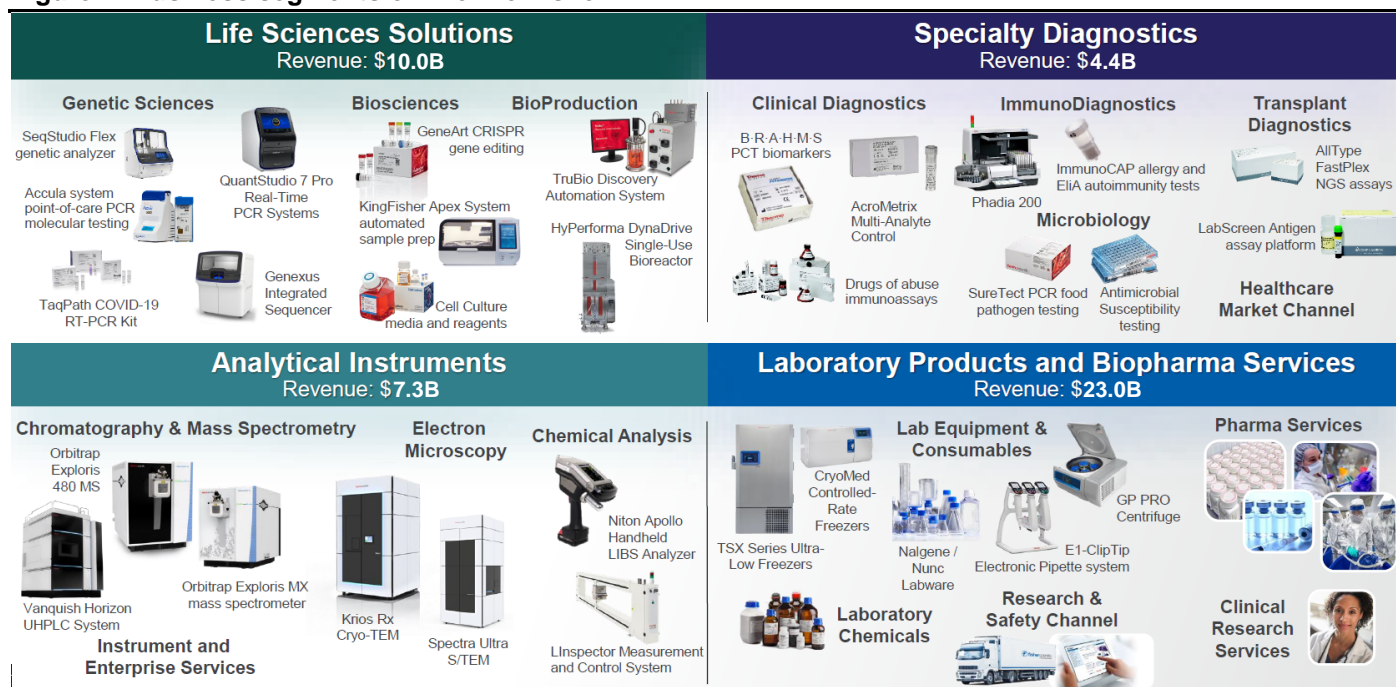 Life Sciences Solutions
Revenue: $10.0B
Genetic Sciences
SeqStudio Flex
genetic analyzer
QuantStudio 7 Pro
Real-Time
PCR Systems
Accula system
point-of-care PCR
molecular testing
TaqPath COVID-19
RT-PCR Kit
Genexus
Integrated
Sequencer
Biosciences
GeneArt CRISPR
gene editing
KingFisher Apex System
automated
sample prep
Cell Culture
media and reagents
BioProduction
TruBio Discovery
Automation System
HyPerforma DynaDrive
Single-Use
Bioreactor
Specialty Diagnostics
Revenue: $4.4B
Clinical Diagnostics
B·R·A·H·M·S
PCT biomarkers
AcroMetrix
Multi-Analyte
Control
Drugs of abuse
immunoassays
ImmunoDiagnostics
Phadia 200
ImmunoCAP allergy and
EliA autoimmunity tests
Microbiology
SureTect PCR food
pathogen testing
Antimicrobial
Susceptibility
testing
Transplant
Diagnostics
AllType
FastPlex
NGS assays
LabScreen Antigen
assay platform
Healthcare
Market Channel
Analytical Instruments
Revenue: $7.3B
Chromatography & Mass Spectrometry
Orbitrap
Exploris
480 MS
Vanquish Horizon
UHPLC System
Orbitrap Exploris MX
mass spectrometer
Instrument and
Enterprise Services
Electron
Microscopy
Krios Rx
Cryo-TEM
Spectra Ultra
S/TEM
Chemical Analysis
Niton Apollo
Handheld
LIBS Analyzer
LInspector Measurement
and Control System
Laboratory Products and Biopharma Services
Revenue: $23.0B
TSX Series Ultra-
Low Freezers
CryoMed
Controlled-
Rate
Freezers
Lab Equipment &
Consumables
Nalgene /
Nunc
Labware
E1-ClipTip
Electronic Pipette system
GP PRO
Centrifuge
Laboratory
Chemicals
Research &
Safety Channel
Pharma Services
Clinical
Research
Services